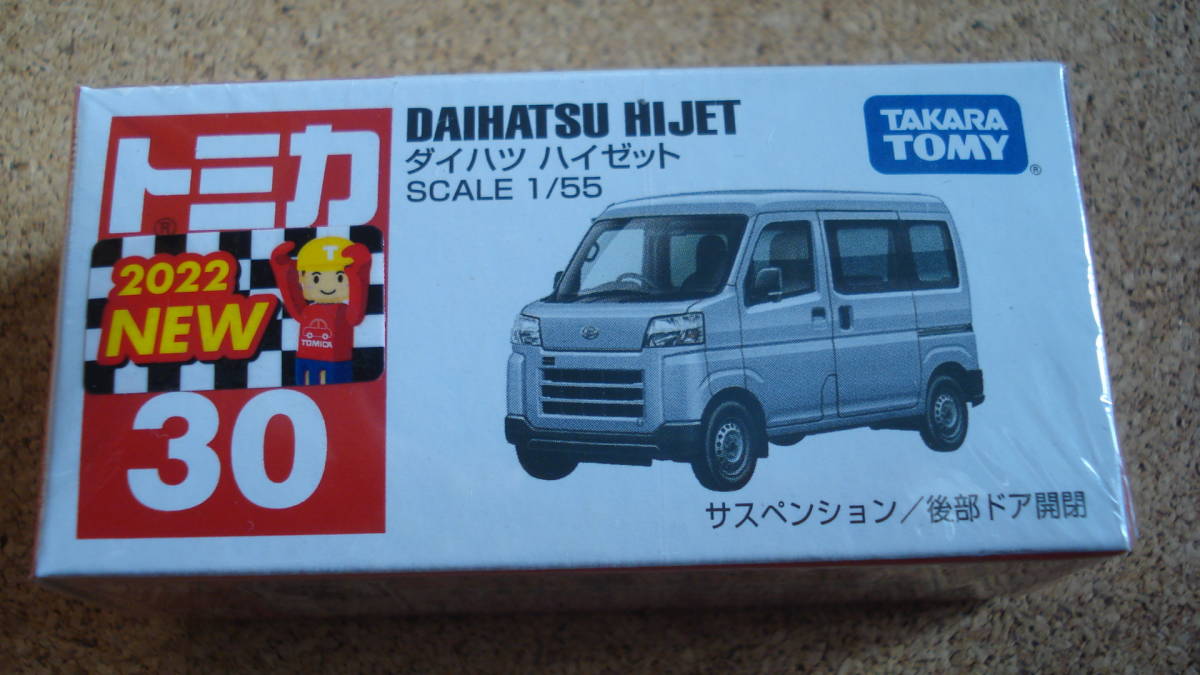 トミカ
®
2022
NEW
T
TOMICA
30
DAIHATSU HIJET
ダイハツ ハイゼット
SCALE 1/55
TAKARA
TOMY
®
サスペンション/後部ドア開閉